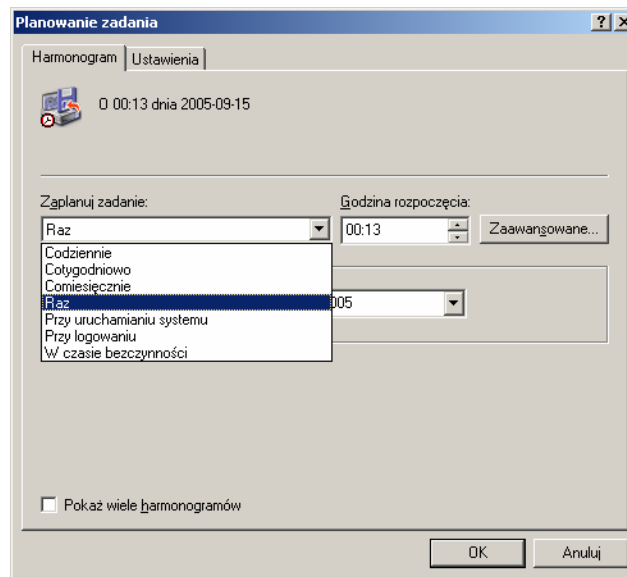 Planowanie zadania
Harmonogram Ustawienia
O 00:13 dnia 2005-09-15
Zaplanuj zadanie: Godzina rozpoczęcia:
Raz 00:13 Zaawansowane...
Codziennie
Cotygodniowo
Comiesięcznie
Raz 005
Przy uruchamianiu systemu
Przy logowaniu
W czasie bezczynności
Pokaż wiele harmonogramów
OK Anuluj